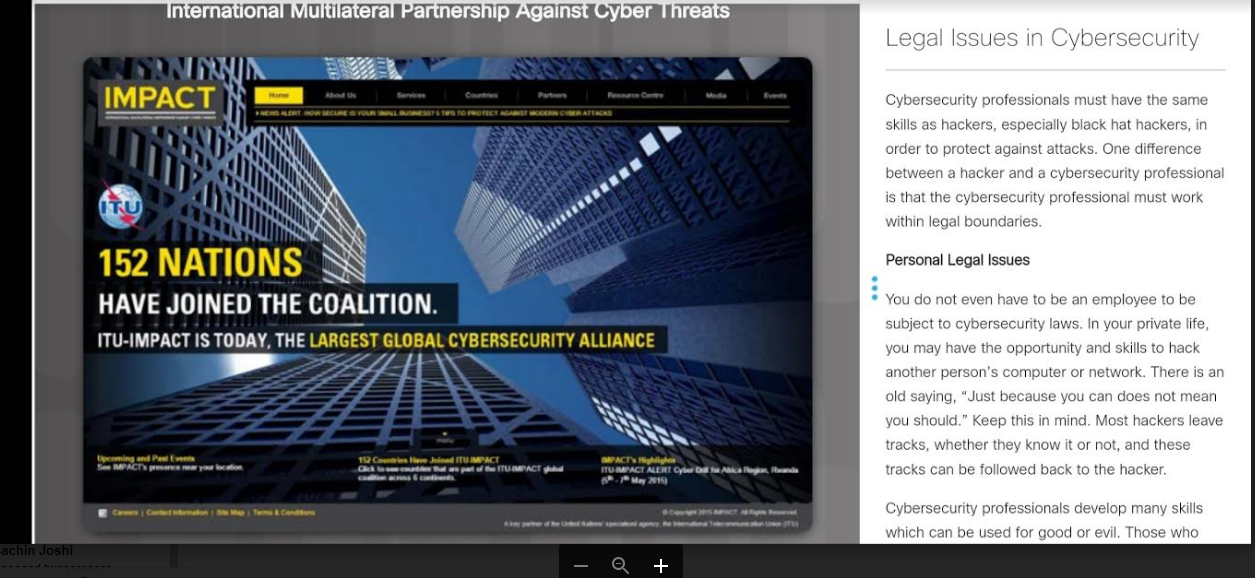 International Multilateral Partnership Against Cyber Threats
IMPACT
Home About Us Services Countries Partners Resource Centre Media Events
NEWS ALERT: HOW SECURE IS YOUR SMALL BUSINESS? 5 TIPS TO PROTECT AGAINST MODERN CYBER ATTACKS
ITU
152 NATIONS
HAVE JOINED THE COALITION.
ITU-IMPACT IS TODAY, THE LARGEST GLOBAL CYBERSECURITY ALLIANCE
menu
Upcoming and Past Events
See IMPACT's presence near your location.
152 Countries Have Joined ITU-IMPACT
Click to see countries that are part of the ITU-IMPACT global
coalition across 6 continents.
IMPACT's Highlights
ITU-IMPACT ALERT Cyber Drill for Africa Region, Rwanda
(5th - 7th May 2015)
Careers | Contact Information | Site Map | Terms & Conditions
© Copyright 2015 IMPACT. All Rights Reserved.
A key partner of the United Nations' specialised agency, the International Telecommunication Union (ITU)
Legal Issues in Cybersecurity
Cybersecurity professionals must have the same
skills as hackers, especially black hat hackers, in
order to protect against attacks. One difference
between a hacker and a cybersecurity professional
is that the cybersecurity professional must work
within legal boundaries.
Personal Legal Issues
You do not even have to be an employee to be
subject to cybersecurity laws. In your private life,
you may have the opportunity and skills to hack
another person's computer or network. There is an
old saying, “Just because you can does not mean
you should.” Keep this in mind. Most hackers leave
tracks, whether they know it or not, and these
tracks can be followed back to the hacker.
Cybersecurity professionals develop many skills
which can be used for good or evil. Those who
achin Joshi